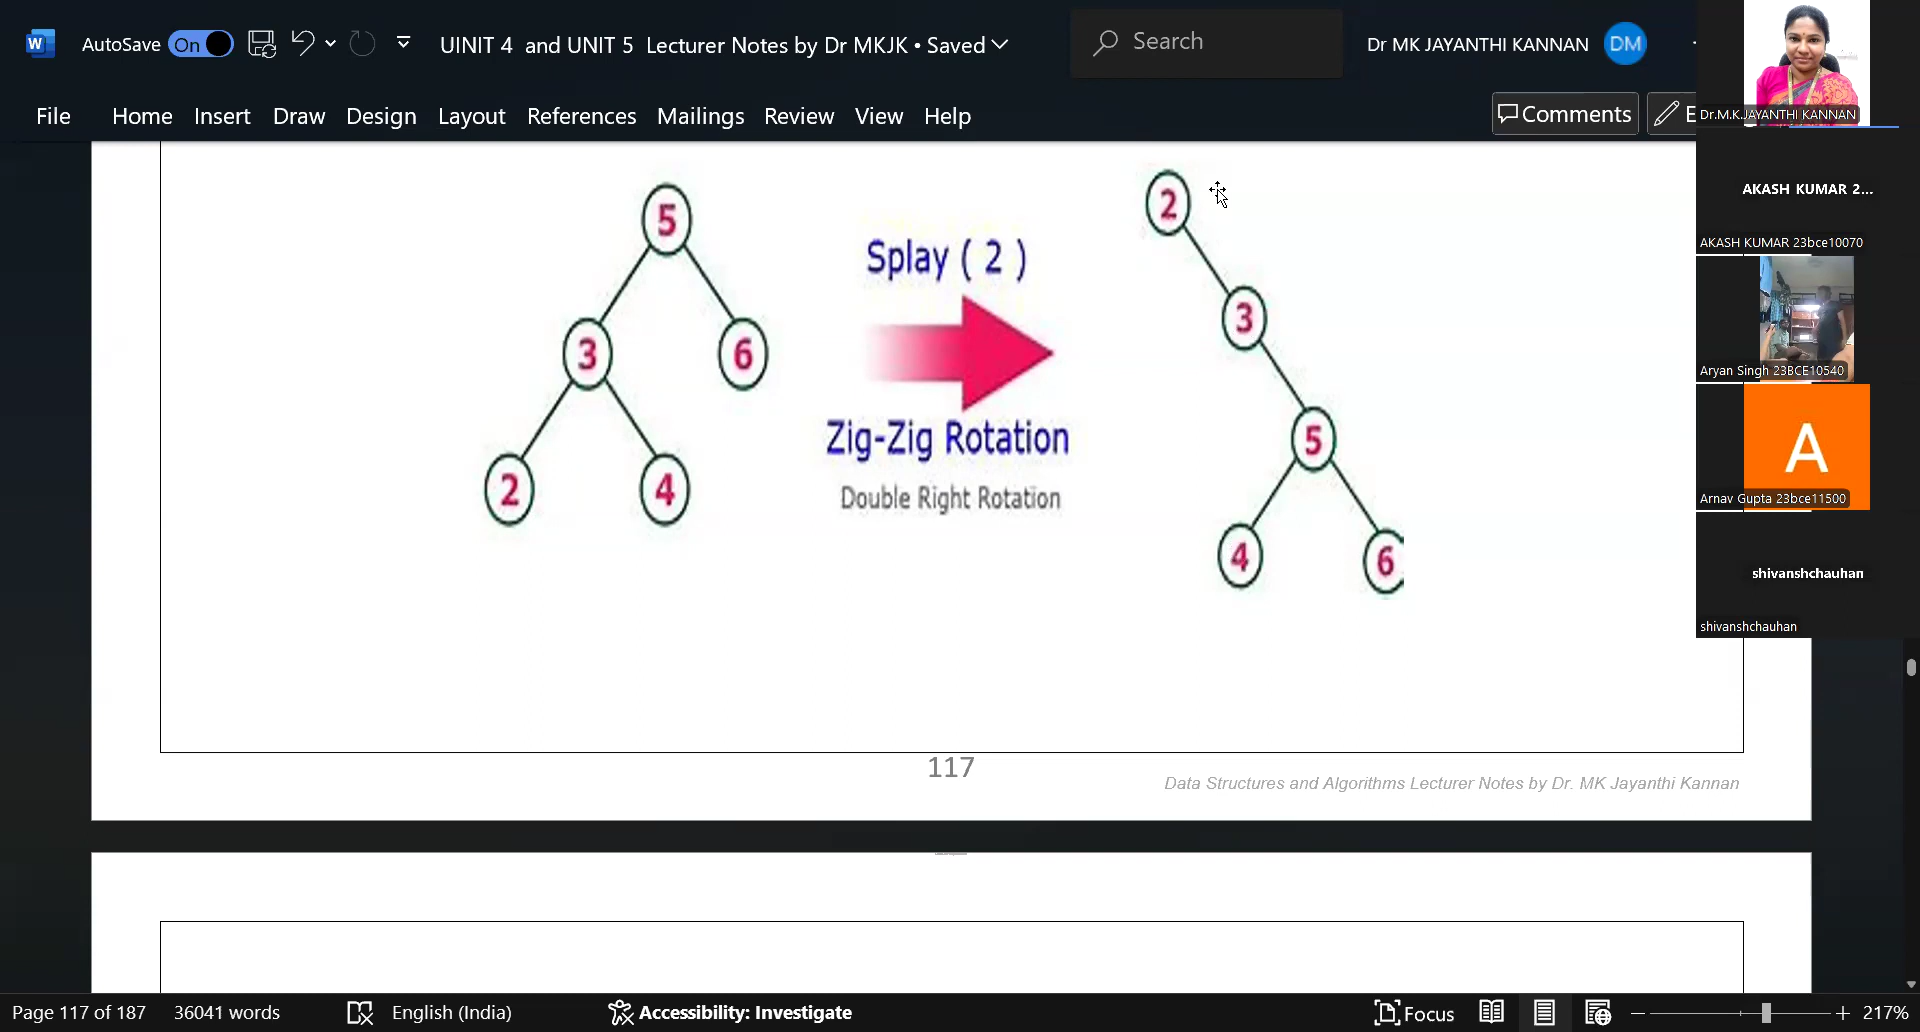 AutoSave On UINIT 4 and UNIT 5 Lecturer Notes by Dr MKJK • Saved Search Dr MK JAYANTHI KANNAN DM
File Home Insert Draw Design Layout References Mailings Review View Help Comments E
Dr.M.K.JAYANTHI KANNAN
AKASH KUMAR 2...
AKASH KUMAR 23bce10070
Aryan Singh 23BCE10540
A
Arnav Gupta 23bce11500
shivanshchauhan
shivanshchauhan
5
3
6
2
4
Splay ( 2 )
Zig-Zig Rotation
Double Right Rotation
2
3
5
4
6
117
Data Structures and Algorithms Lecturer Notes by Dr. MK Jayanthi Kannan
Page 117 of 187 36041 words English (India) Accessibility: Investigate Focus 217%